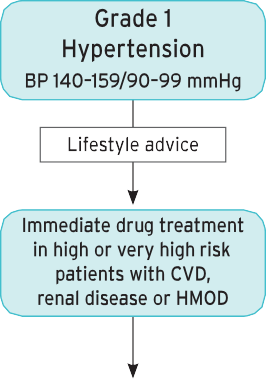 Grade 1
Hypertension
BP 140–159/90–99 mmHg
Lifestyle advice
Immediate drug treatment
in high or very high risk
patients with CVD,
renal disease or HMOD